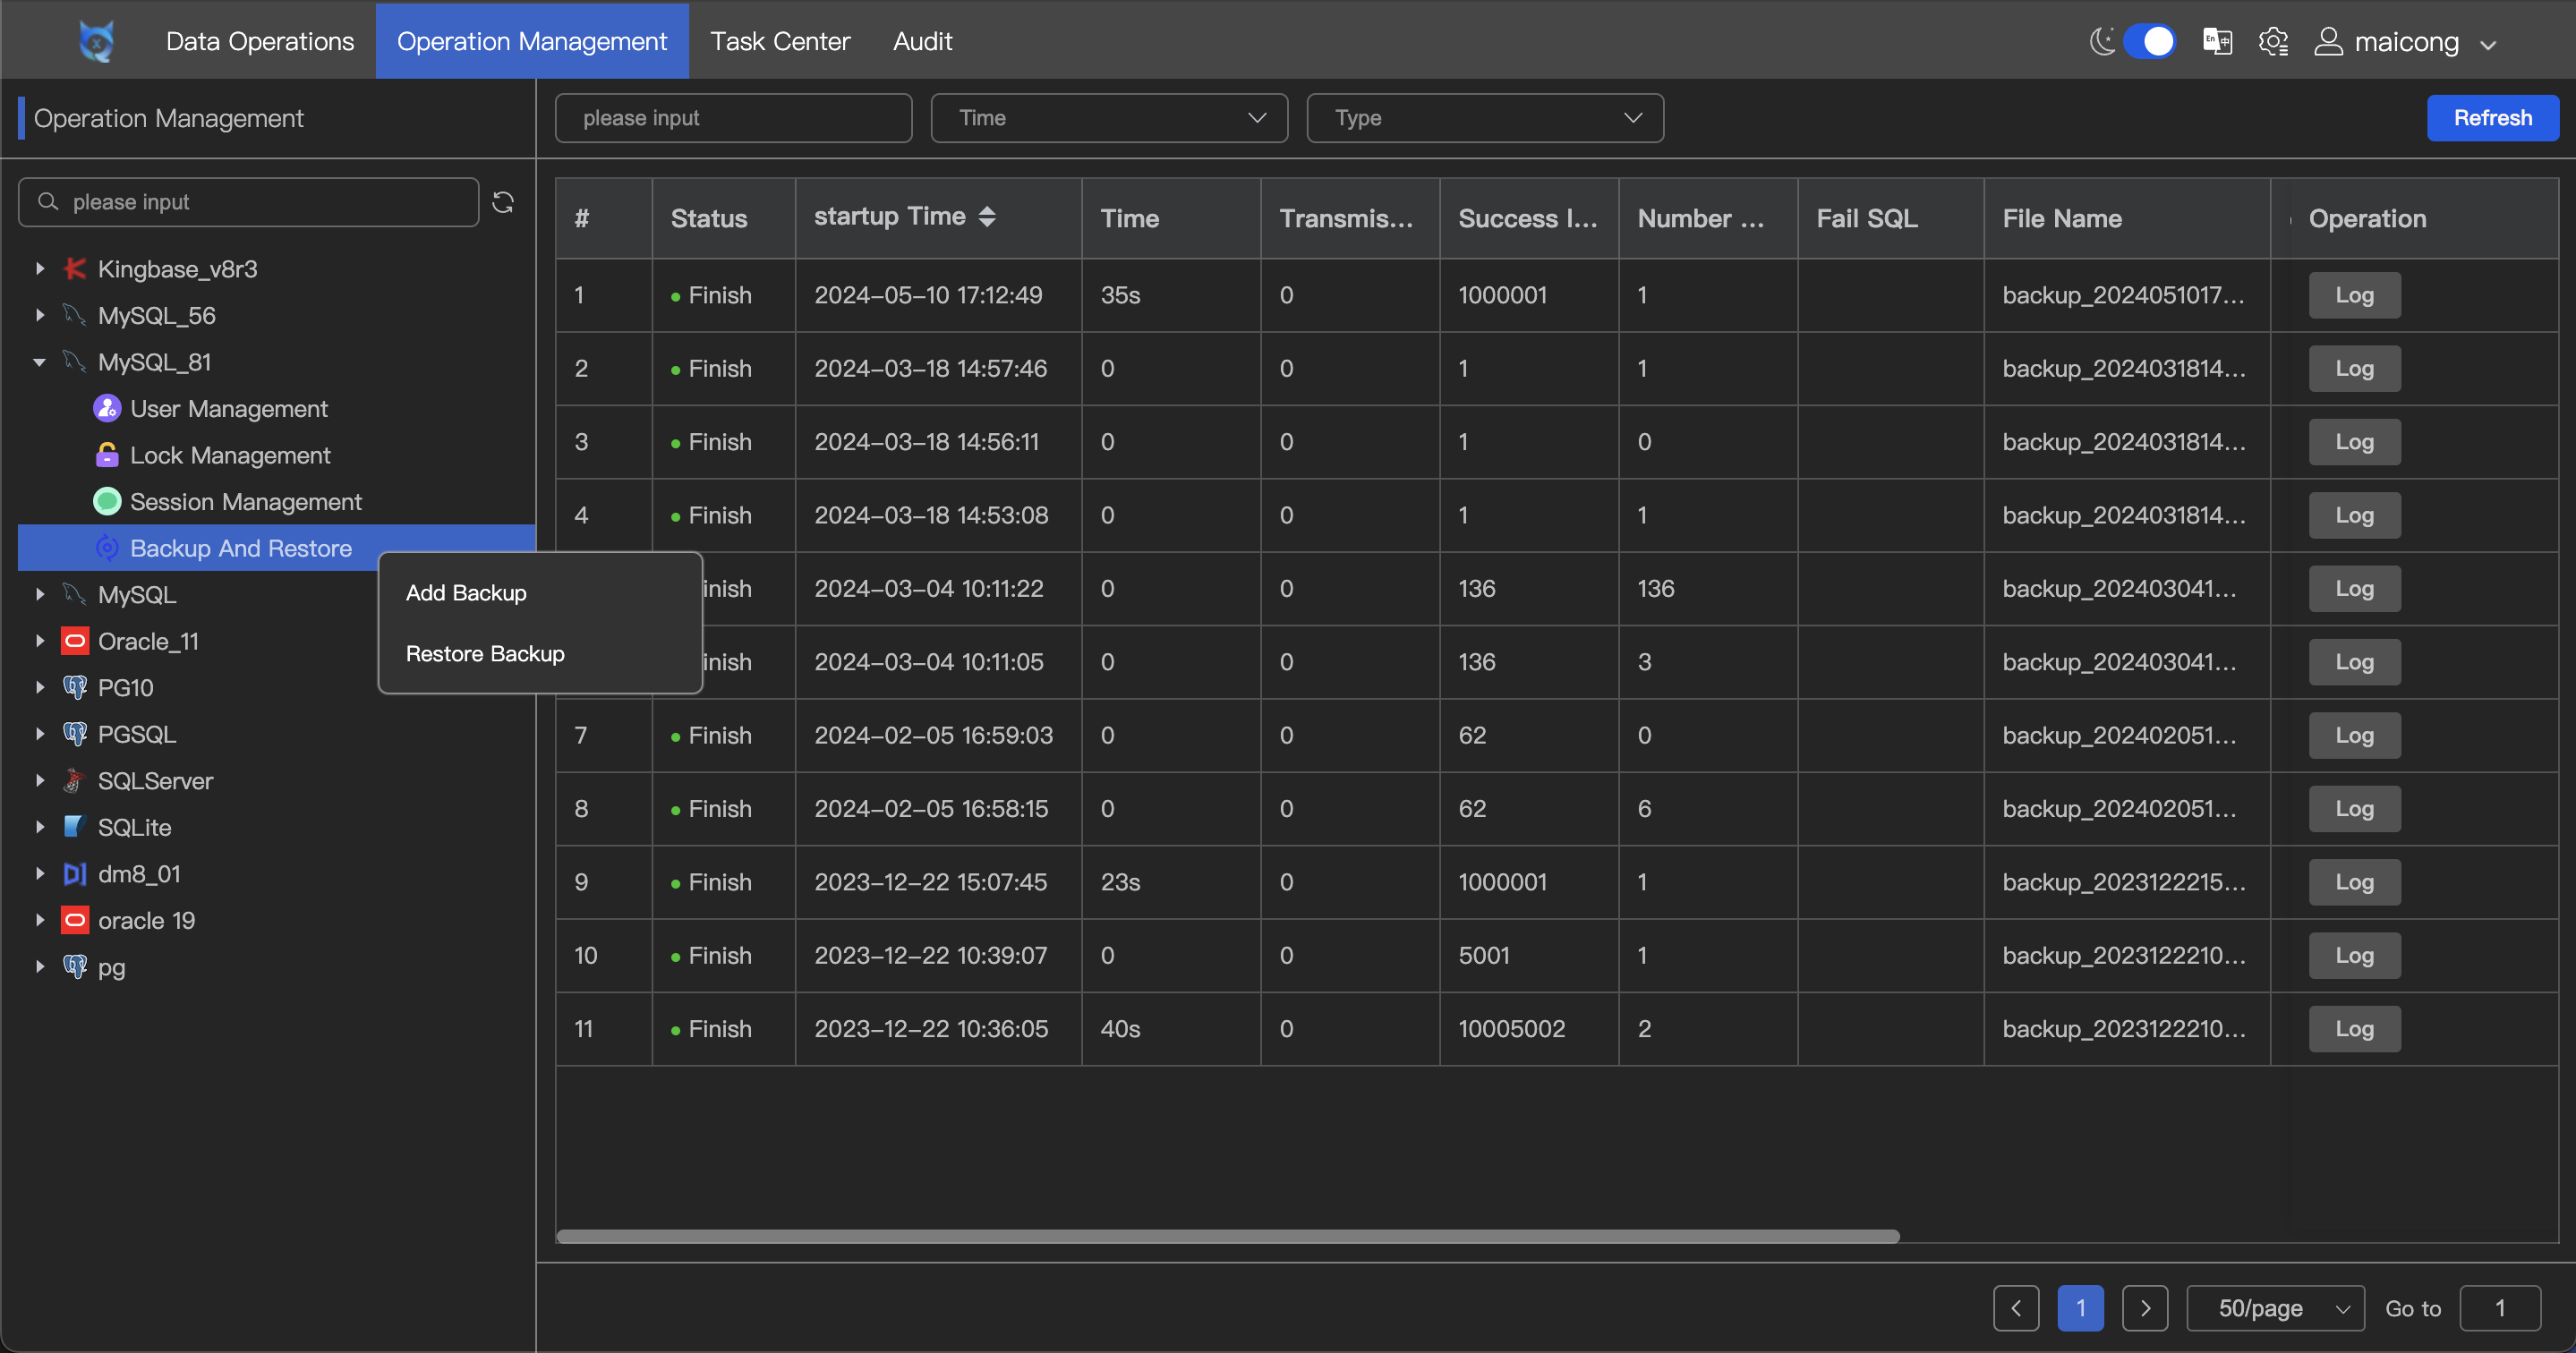 Data Operations Operation Management Task Center Audit En 中 maicong
Operation Management please input Time Type Refresh
please input
# Status startup Time Time Transmis... Success I... Number ... Fail SQL File Name Operation
Kingbase_v8r3
MySQL_56
MySQL_81
User Management
Lock Management
Session Management
Backup And Restore
MySQL
Oracle_11
PG10
PGSQL
SQLServer
SQLite
dm8_01
oracle 19
pg
Add Backup
Restore Backup
1 Finish 2024-05-10 17:12:49 35s 0 1000001 1 backup_2024051017... Log
2 Finish 2024-03-18 14:57:46 0 0 1 1 backup_2024031814... Log
3 Finish 2024-03-18 14:56:11 0 0 1 0 backup_2024031814... Log
4 Finish 2024-03-18 14:53:08 0 0 1 1 backup_2024031814... Log
inish 2024-03-04 10:11:22 0 0 136 136 backup_202403041... Log
inish 2024-03-04 10:11:05 0 0 136 3 backup_202403041... Log
7 Finish 2024-02-05 16:59:03 0 0 62 0 backup_202402051... Log
8 Finish 2024-02-05 16:58:15 0 0 62 6 backup_202402051... Log
9 Finish 2023-12-22 15:07:45 23s 0 1000001 1 backup_2023122215... Log
10 Finish 2023-12-22 10:39:07 0 0 5001 1 backup_2023122210... Log
11 Finish 2023-12-22 10:36:05 40s 0 10005002 2 backup_2023122210... Log
1 50/page Go to 1